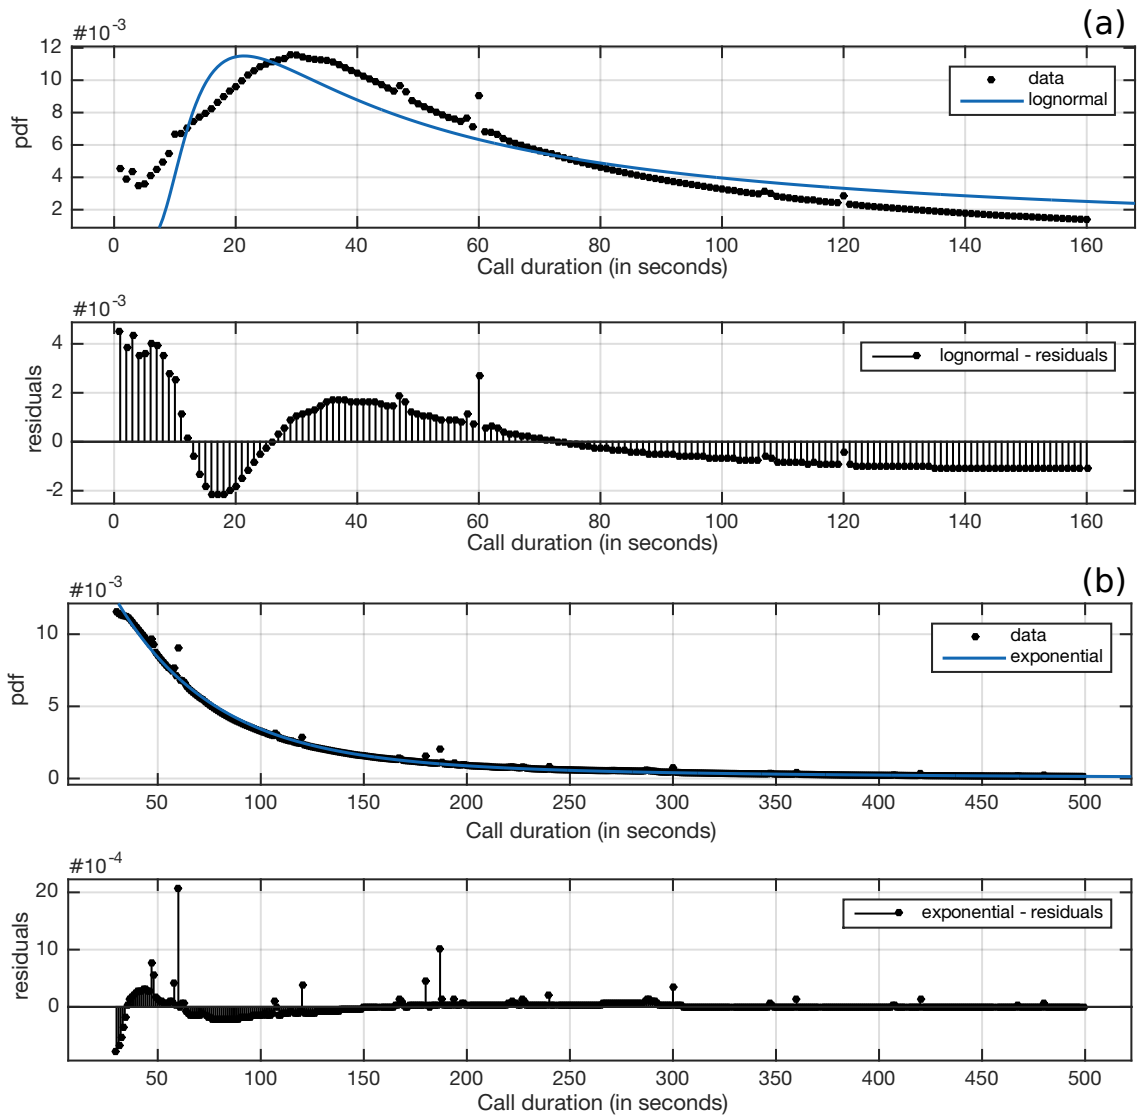 (a)
#10-3
12
10
8
6
4
2
pdf
data
lognormal
0 20 40 60 80 100 120 140 160
Call duration (in seconds)
#10-3
4
2
0
-2
residuals
lognormal - residuals
0 20 40 60 80 100 120 140 160
Call duration (in seconds)
(b)
#10-3
10
5
0
pdf
data
exponential
50 100 150 200 250 300 350 400 450 500
Call duration (in seconds)
#10-4
20
10
0
residuals
exponential - residuals
50 100 150 200 250 300 350 400 450 500
Call duration (in seconds)